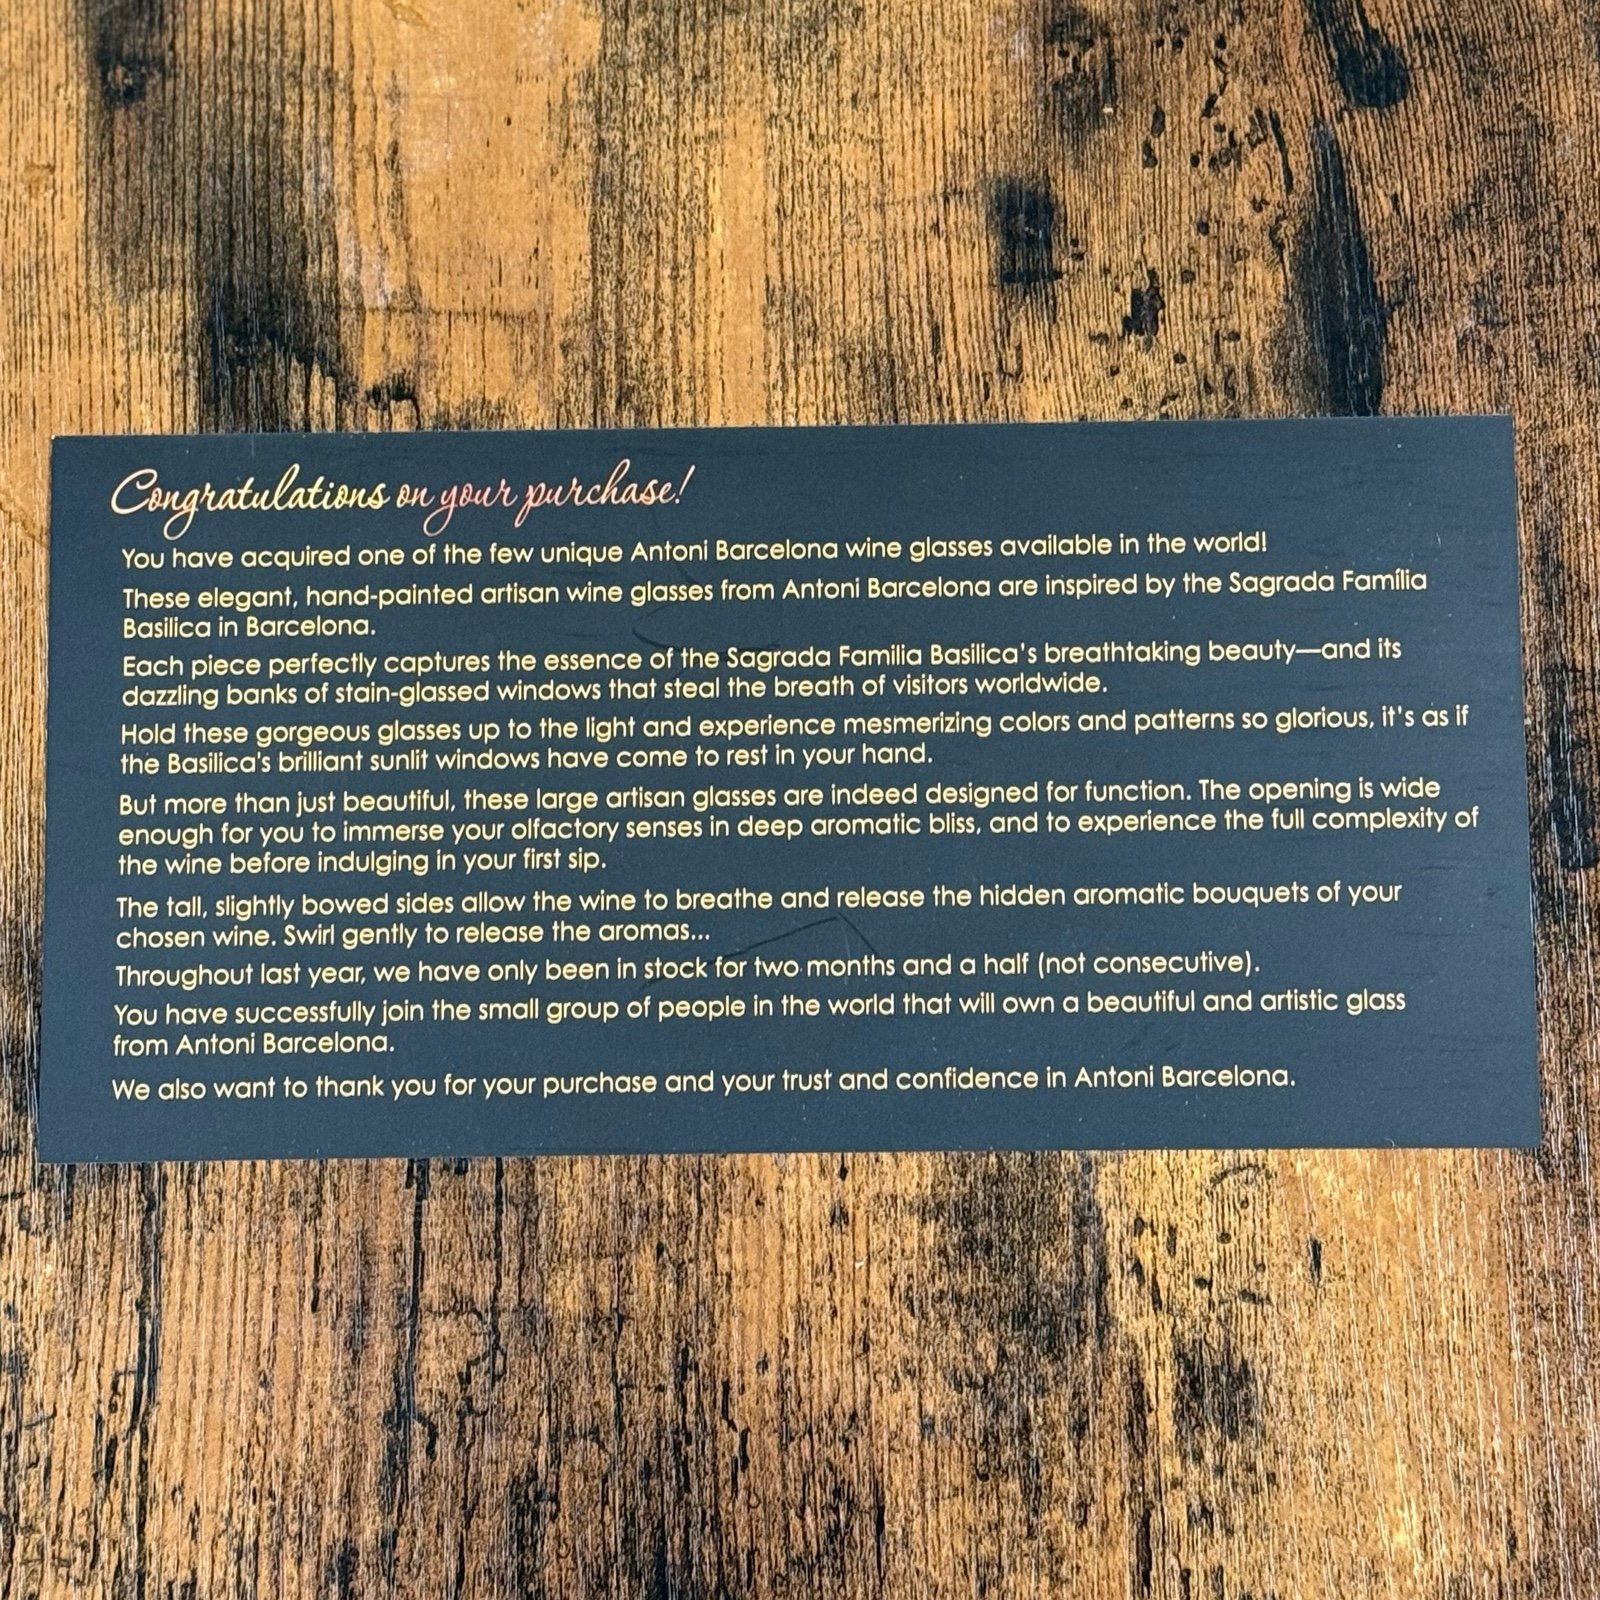 Congratulations on your purchase!
You have acquired one of the few unique Antoni Barcelona wine glasses available in the world!
These elegant, hand-painted artisan wine glasses from Antoni Barcelona are inspired by the Sagrada Família
Basilica in Barcelona.
Each piece perfectly captures the essence of the Sagrada Familia Basilica's breathtaking beauty—and its
dazzling banks of stain-glassed windows that steal the breath of visitors worldwide.
Hold these gorgeous glasses up to the light and experience mesmerizing colors and patterns so glorious, it's as if
the Basilica's brilliant sunlit windows have come to rest in your hand.
But more than just beautiful, these large artisan glasses are indeed designed for function. The opening is wide
enough for you to immerse your olfactory senses in deep aromatic bliss, and to experience the full complexity of
the wine before indulging in your first sip.
The tall, slightly bowed sides allow the wine to breathe and release the hidden aromatic bouquets of your
chosen wine. Swirl gently to release the aromas...
Throughout last year, we have only been in stock for two months and a half (not consecutive).
You have successfully join the small group of people in the world that will own a beautiful and artistic glass
from Antoni Barcelona.
We also want to thank you for your purchase and your trust and confidence in Antoni Barcelona.